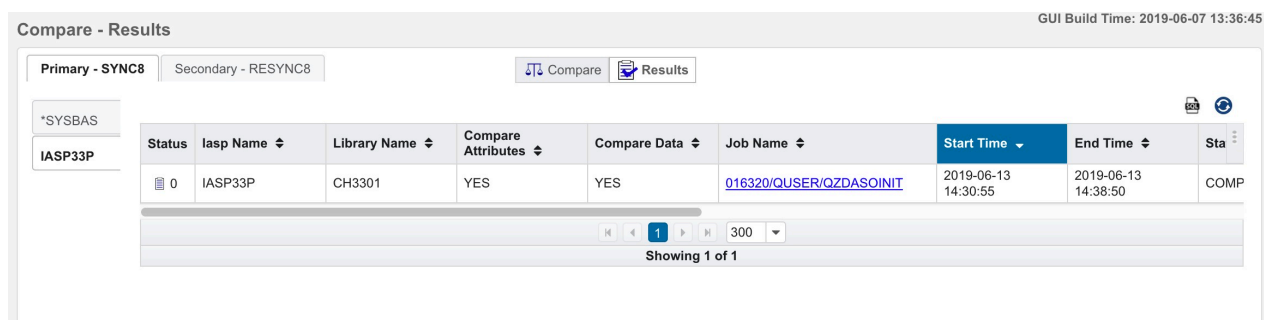 GUI Build Time: 2019-06-07 13:36:45
Compare - Results
Primary - SYNC8
Secondary - RESYNC8
Compare
Results
SQL
*SYSBAS
IASP33P
Status
Iasp Name
Library Name
Compare
Attributes
Compare Data
Job Name
Start Time
End Time
Sta
0
IASP33P
CH3301
YES
YES
016320/QUSER/QZDASOINIT
2019-06-13
14:30:55
2019-06-13
14:38:50
COMP
1
300
Showing 1 of 1